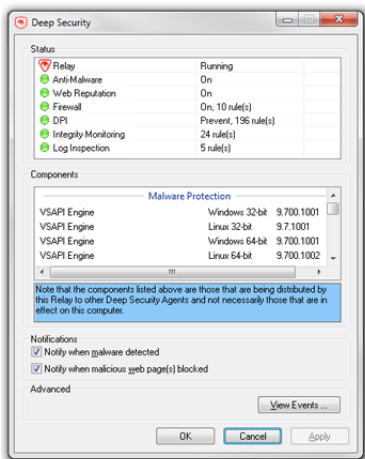 Deep Security
Status
Relay Running
Anti-Malware On
Web Reputation On
Firewall On, 10 rule(s)
DPI Prevent, 196 rule(s)
Integrity Monitoring 24 rule(s)
Log Inspection 5 rule(s)
Components
Malware Protection
VSAPI Engine Windows 32-bit 9.700.1001
VSAPI Engine Linux 32-bit 9.7.1001
VSAPI Engine Windows 64-bit 9.700.1001
VSAPI Engine Linux 64-bit 9.700.1002
Note that the components listed above are those that are being distributed by
this Relay to other Deep Security Agents and not necessarily those that are in
effect on this computer.
Notifications
Notify when malware detected
Notify when malicious web page(s) blocked
Advanced
View Events ...
OK Cancel Apply